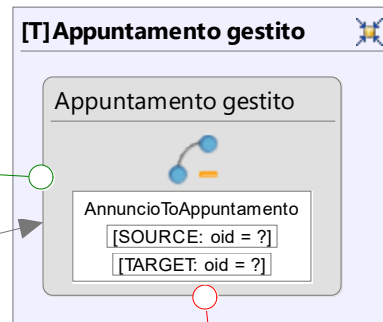 [T]Appuntamento gestito
Appuntamento gestito
AnnuncioToAppuntamento
[SOURCE: oid = ?]
[TARGET: oid = ?]